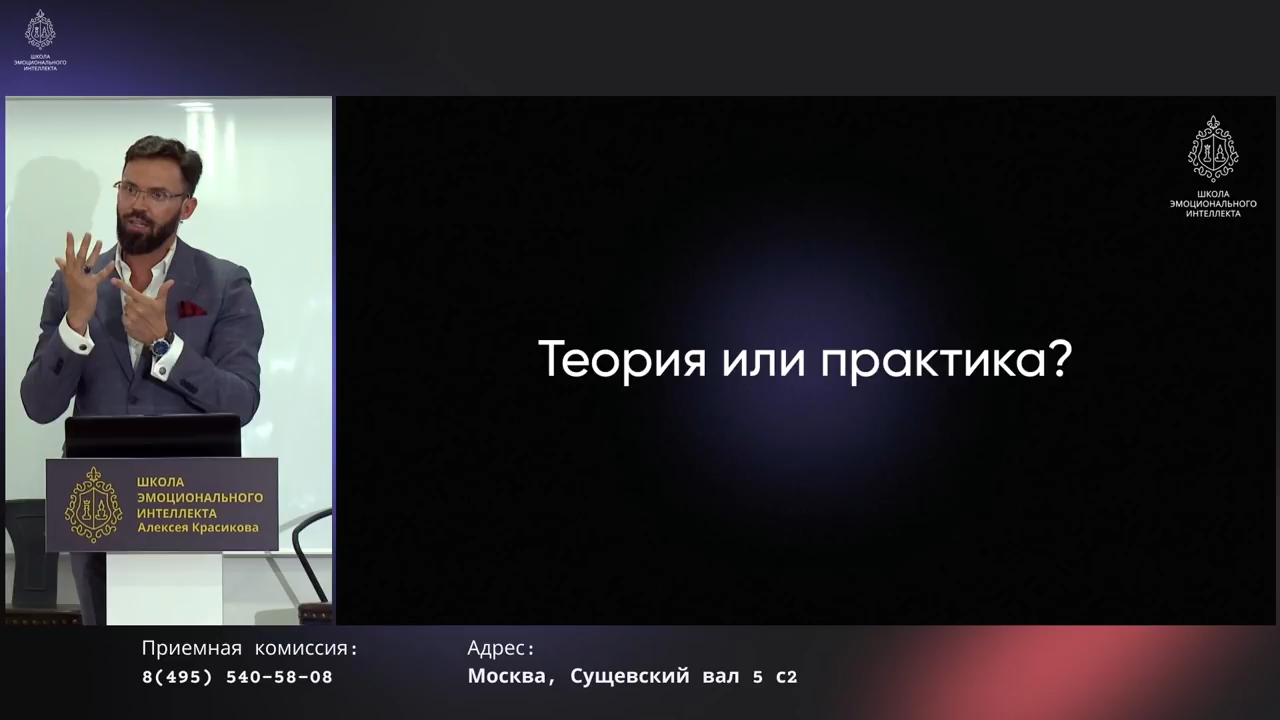 ШКОЛА
ЭМОЦИОНАЛЬНОГО
ИНТЕЛЛЕКТА
ШКОЛА
ЭМОЦИОНАЛЬНОГО
ИНТЕЛЛЕКТА
Теория или практика?
ШКОЛА
ЭМОЦИОНАЛЬНОГО
ИНТЕЛЛЕКТА
Алексея Красикова
Приемная комиссия:
8(495) 540-58-08
Адрес:
Москва, Сущевский вал 5 с2